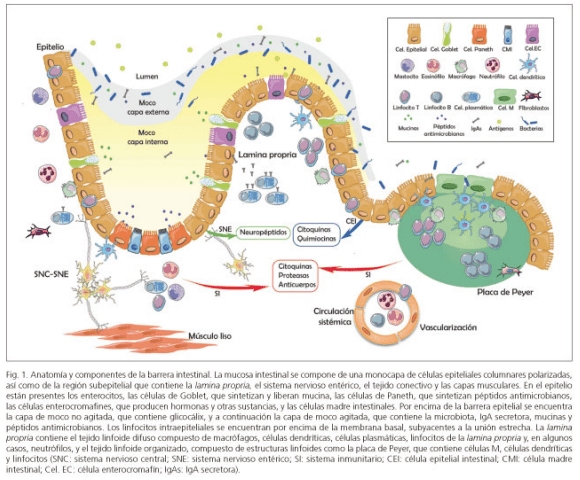 Epitelio
Lumen
Moco
capa externa
Moco
capa interna
Lamina propria
Cel. Epitelial Cel. Goblet Cel. Paneth CMI Cel.EC
Mastocito Eosinófilo Macrófago Neutrófilo Cel. dendrítica
Linfocito T Linfocito B Cel. plasmática Cel. M Fibroblastos
Mucinas Péptidos antimicrobianos IgAs Antígenos Bacterias
SNE
Neuropéptidos
Citoquinas
Quimiocinas
CEI
SNC-SNE
SI
Citoquinas
Proteasas
Anticuerpos
SI
Placa de Peyer
Circulación
sistémica
Vascularización
Músculo liso
Fig. 1. Anatomía y componentes de la barrera intestinal. La mucosa intestinal se compone de una monocapa de células epiteliales columnares polarizadas,
así como de la región subepitelial que contiene la lamina propria, el sistema nervioso entérico, el tejido conectivo y las capas musculares. En el epitelio
están presentes los enterocitos, las células de Goblet, que sintetizan y liberan mucina, las células de Paneth, que sintetizan péptidos antimicrobianos,
las células enterocromafines, que producen hormonas y otras sustancias, y las células madre intestinales. Por encima de la barrera epitelial se encuentra
la capa de moco no agitada, que contiene glicocálix, y a continuación la capa de moco agitada, que contiene la microbiota, IgA secretora, mucinas y
péptidos antimicrobianos. Los linfocitos intraepiteliales se encuentran por encima de la membrana basal, subyacentes a la unión estrecha. La lamina
propria contiene el tejido linfoide difuso compuesto de macrófagos, células dendríticas, células plasmáticas, linfocitos de la lamina propria y, en algunos
casos, neutrófilos, y el tejido linfoide organizado, compuesto de estructuras linfoides como la placa de Peyer, que contiene células M, células dendríticas
y linfocitos (SNC: sistema nervioso central; SNE: sistema nervioso entérico; SI: sistema inmunitario; CEI: célula epitelial intestinal; CMI: célula madre
intestinal; Cel. EC: célula enterocromafín; IgAs: IgA secretora).